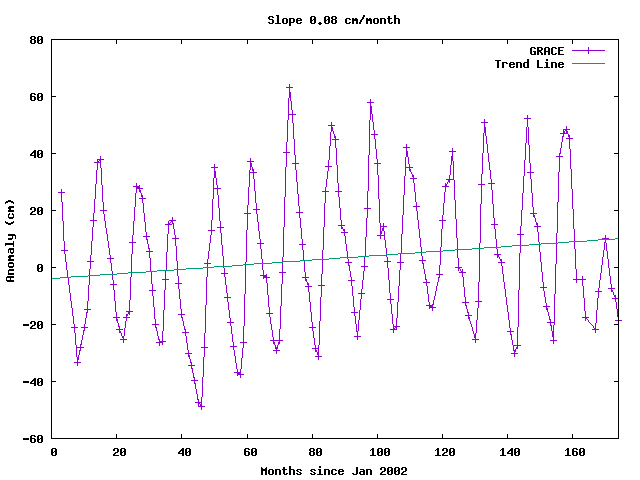 Slope 0.08 cm/month
80
60
40
20
0
-20
-40
-60
Anomaly (cm)
GRACE
Trend Line
0 20 40 60 80 100 120 140 160
Months since Jan 2002